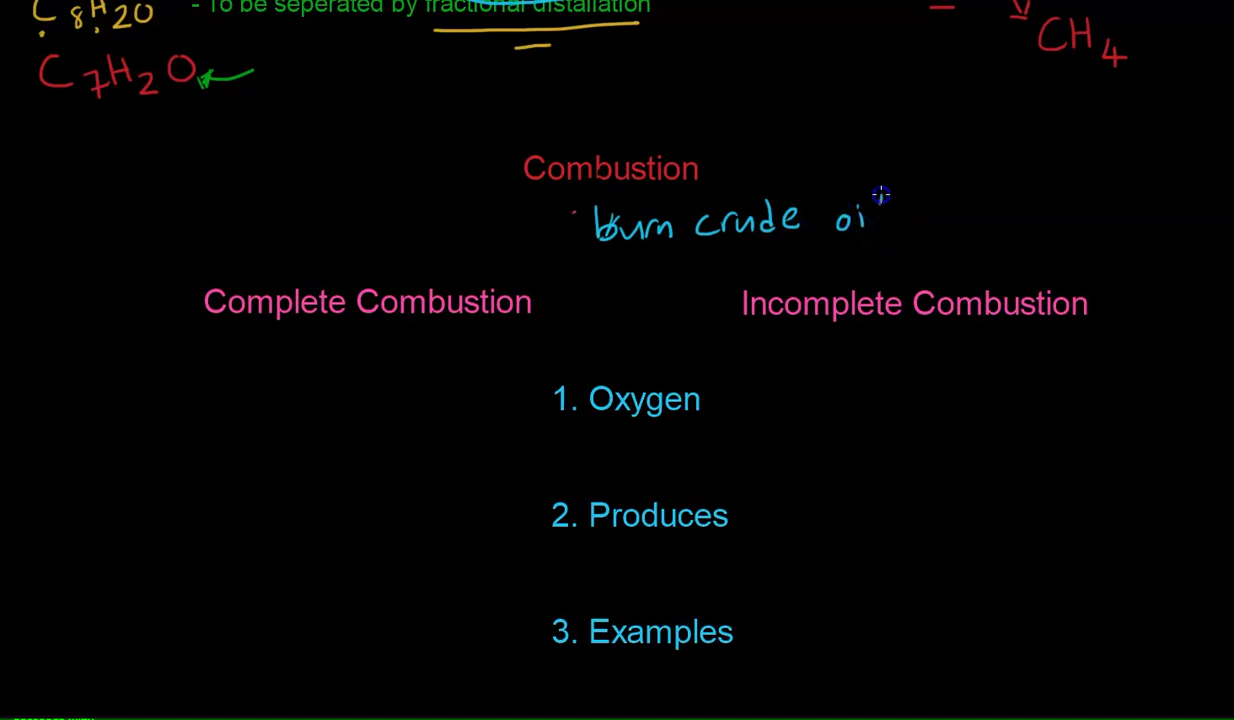 C8H20
- To be seperated by fractional distallation
CH4
C7H2O
Combustion
burn crude oi
Complete Combustion
Incomplete Combustion
1. Oxygen
2. Produces
3. Examples